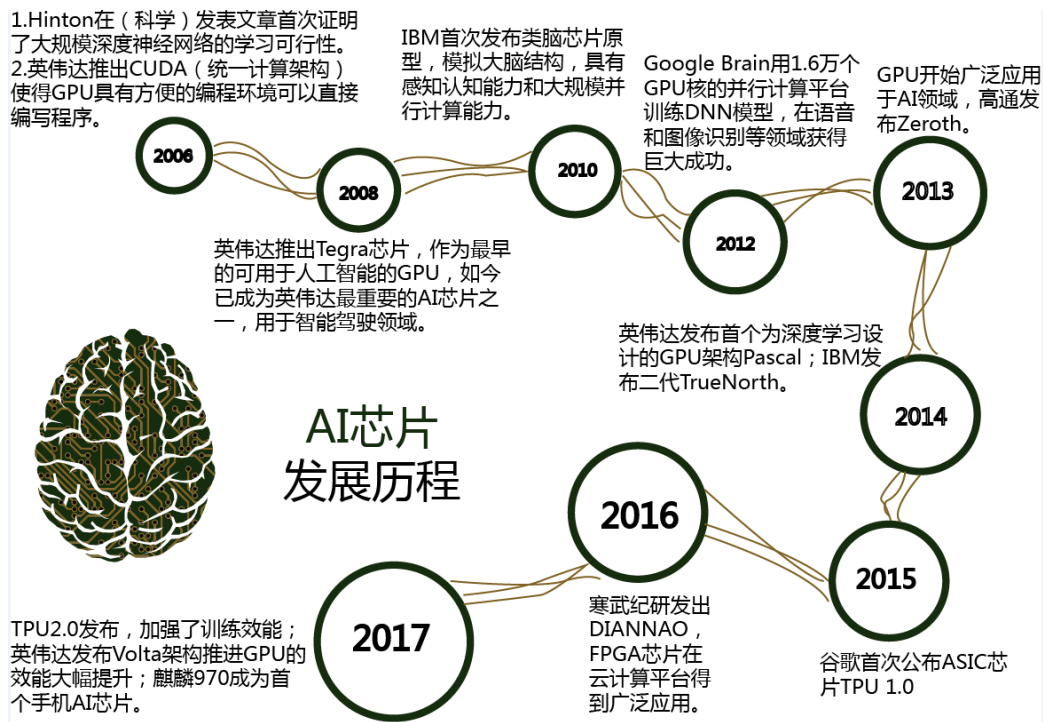 1.Hinton在（科学）发表文章首次证明
了大规模深度神经网络的学习可行性。
2.英伟达推出CUDA（统一计算架构）
使得GPU具有方便的编程环境可以直接
编写程序。
2006
英伟达推出Tegra芯片，作为最早
的可用于人工智能的GPU，如今
已成为英伟达最重要的AI芯片之
一，用于智能驾驶领域。
2008
IBM首次发布类脑芯片原
型，模拟大脑结构，具有
感知认知能力和大规模并
行计算能力。
2010
Google Brain用1.6万个
GPU核的并行计算平台
训练DNN模型，在语音
和图像识别等领域获得
巨大成功。
2012
GPU开始广泛应用
于AI领域，高通发
布Zeroth。
2013
英伟达发布首个为深度学习设
计的GPU架构Pascal；IBM发
布二代TrueNorth。
2014
AI芯片
发展历程
2015
谷歌首次公布ASIC芯
片TPU 1.0
2016
寒武纪研发出
DIANNAO，
FPGA芯片在
云计算平台得
到广泛应用。
2017
TPU2.0发布，加强了训练效能；
英伟达发布Volta架构推进GPU的
效能大幅提升；麒麟970成为首
个手机AI芯片。